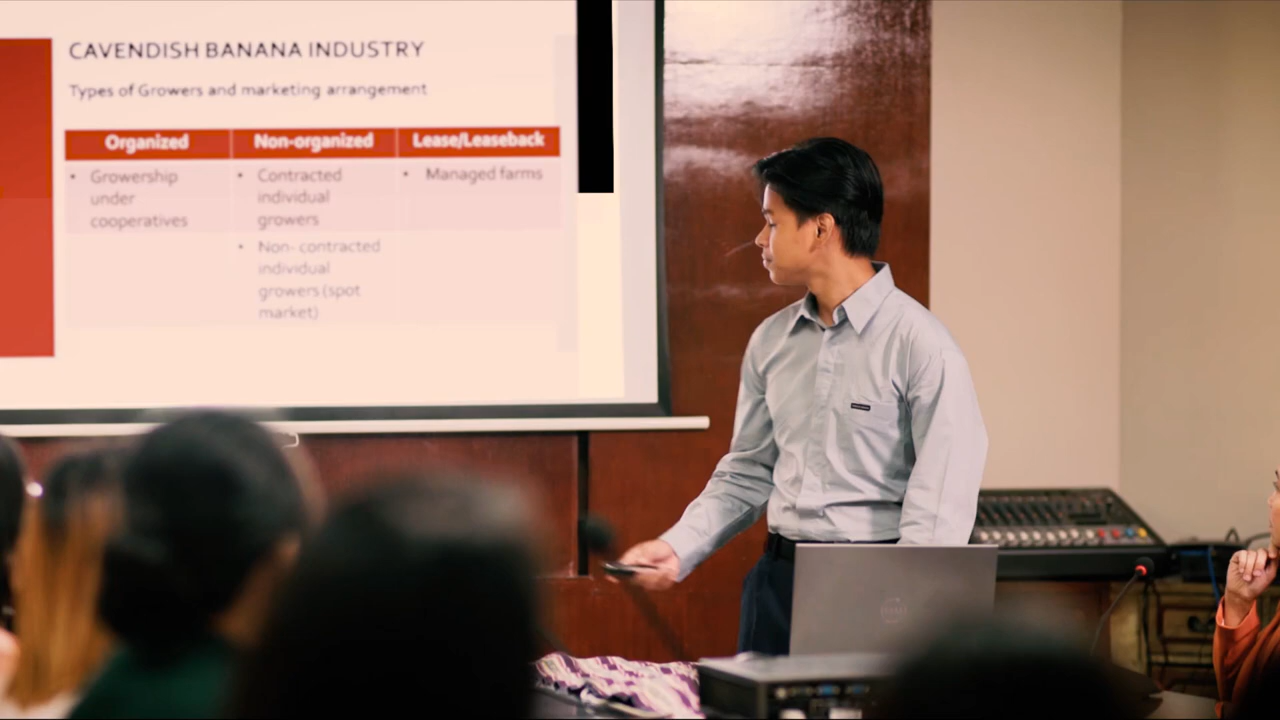 CAVENDISH BANANA INDUSTRY
Types of Growers and marketing arrangement
Organized
Non-organized
Lease/Leaseback
• Growership
under
cooperatives
• Contracted
individual
growers
• Non- contracted
individual
growers (spot
market)
• Managed farms